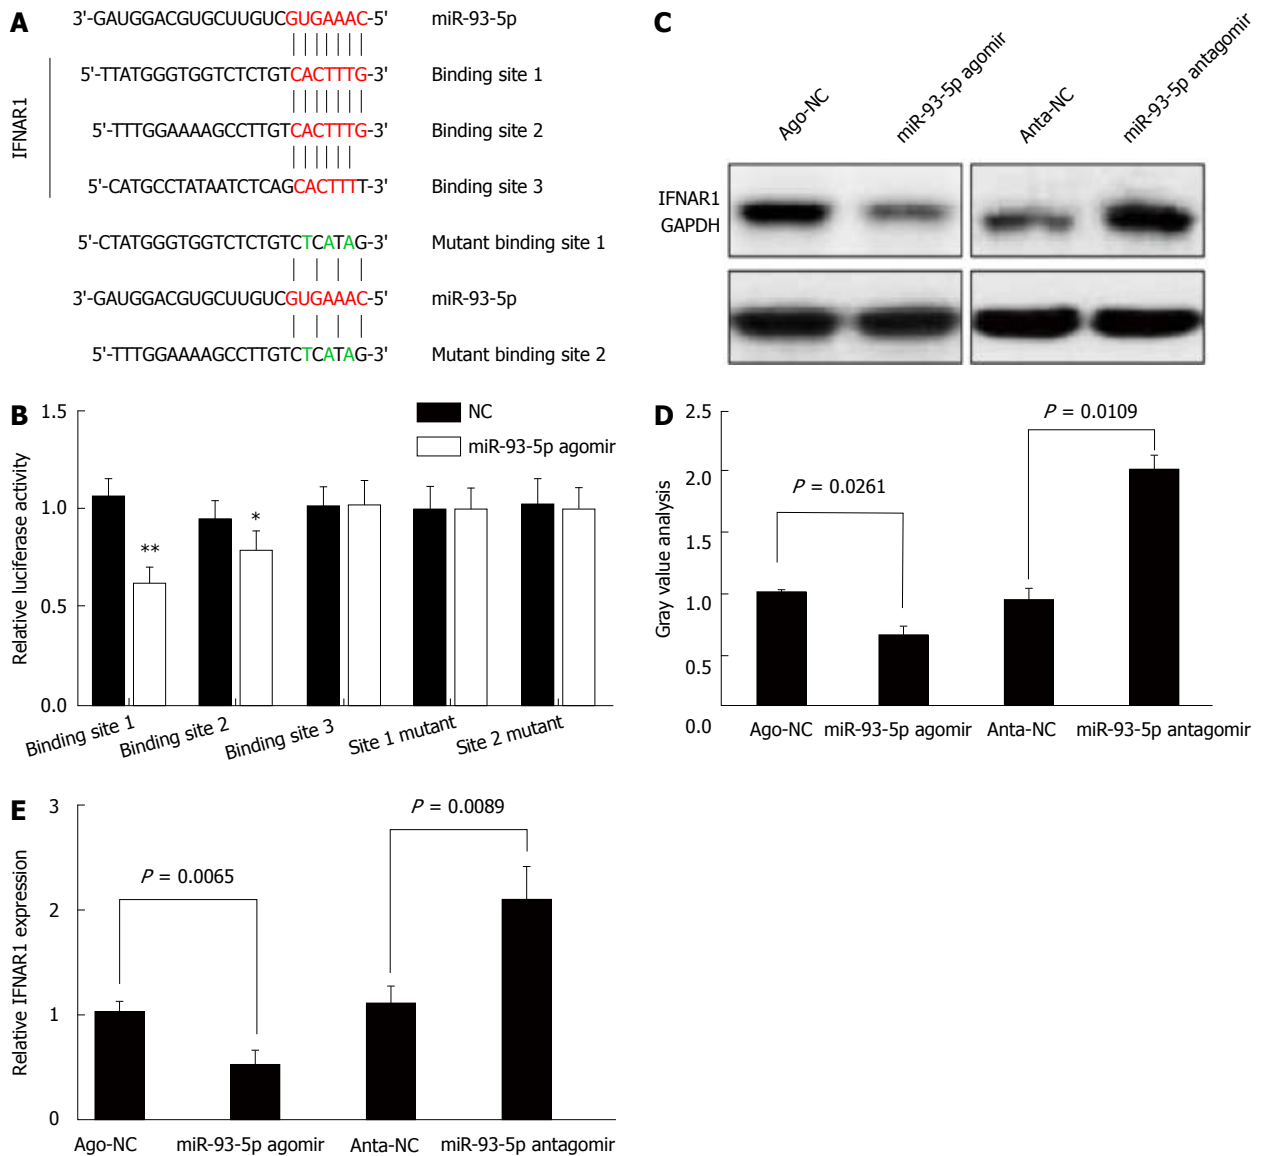 A
3'-GAUGGACGUGCUUGUCGUGAAAC-5' miR-93-5p
IFNAR1
5'-TTATGGGTGGTCTCTGTCACTTTG-3' Binding site 1
5'-TTTGGAAAAGCCTTGTCACTTTG-3' Binding site 2
5'-CATGCCTATAATCTCAGCACTTTT-3' Binding site 3
5'-CTATGGGTGGTCTCTGTCTCATAG-3' Mutant binding site 1
3'-GAUGGACGUGCUUGUCGUGAAAC-5' miR-93-5p
5'-TTTGGAAAAGCCTTGTCTCATAG-3' Mutant binding site 2
C
Ago-NC
miR-93-5p agomir
Anta-NC
miR-93-5p antagomir
IFNAR1
GAPDH
B
Relative luciferase activity
1.5
1.0
0.5
0.0
NC
miR-93-5p agomir
**
*
Binding site 1
Binding site 2
Binding site 3
Site 1 mutant
Site 2 mutant
D
Gray value analysis
2.5
2.0
1.5
1.0
0.5
0.0
P = 0.0261
P = 0.0109
Ago-NC miR-93-5p agomir Anta-NC miR-93-5p antagomir
E
Relative IFNAR1 expression
3
2
1
0
P = 0.0065
P = 0.0089
Ago-NC miR-93-5p agomir Anta-NC miR-93-5p antagomir